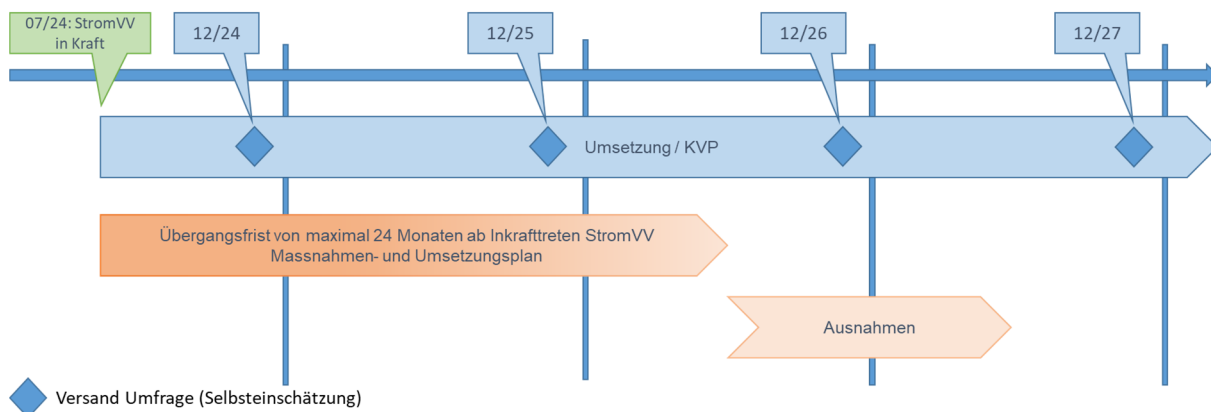 07/24: StromVV
in Kraft
12/24
12/25
12/26
12/27
Umsetzung / KVP
Übergangsfrist von maximal 24 Monaten ab Inkrafttreten StromVV
Massnahmen- und Umsetzungsplan
Ausnahmen
Versand Umfrage (Selbsteinschätzung)